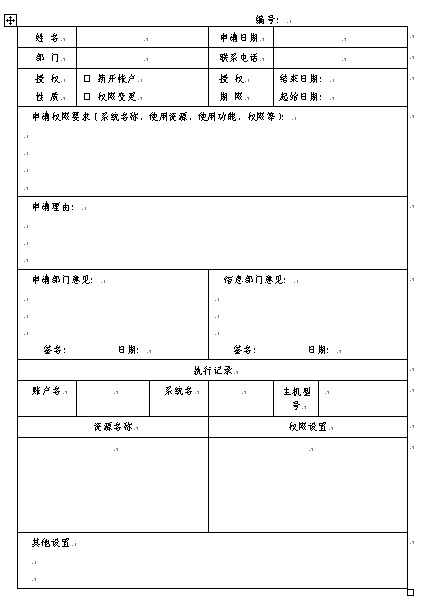 编号：
姓 名 申请日期
部 门 联系电话
授 权 □ 新开帐户 授 权 结束日期：
性 质 □ 权限变更 期 限 起始日期：
申请权限要求（系统名称、使用资源、使用功能、权限等）：
申请理由：
申请部门意见： 信息部门意见：
签名： 日期： 签名： 日期：
执行记录
账户名 系统名 主机型
号
资源名称 权限设置
其他设置